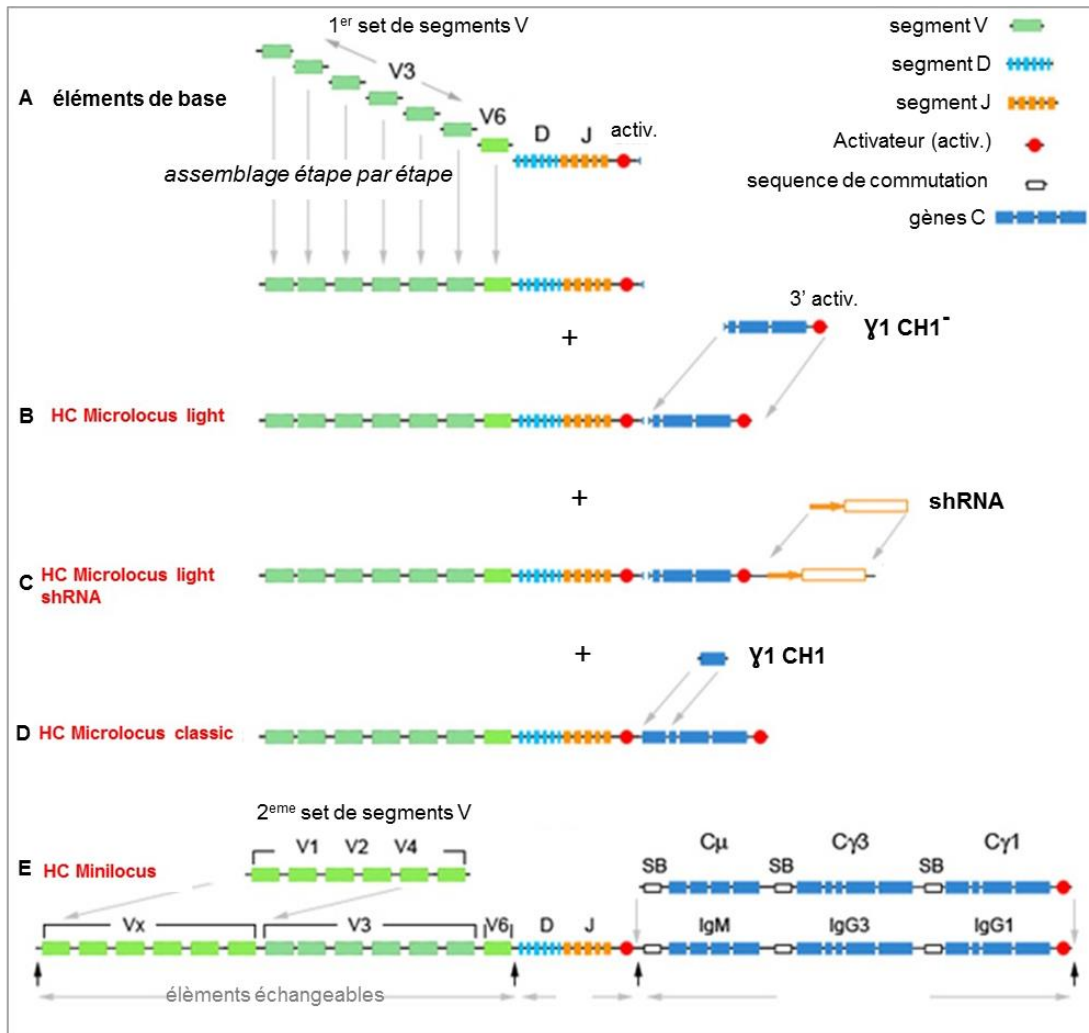 1er set de segments V
V3
V6
D
J
activ.
A éléments de base
assemblage étape par étape
segment V
segment D
segment J
Activateur (activ.)
sequence de commutation
gènes C
3' activ.
+
Ɣ1 CH1-
B HC Microlocus light
+
shRNA
C HC Microlocus light
shRNA
+
Ɣ1 CH1
D HC Microlocus classic
2eme set de segments V
V1 V2 V4
E HC Minilocus
SB Cμ SB Cγ3 SB Cγ1
Vx V3 V6 D J IgM IgG3 IgG1
élèments échangeables